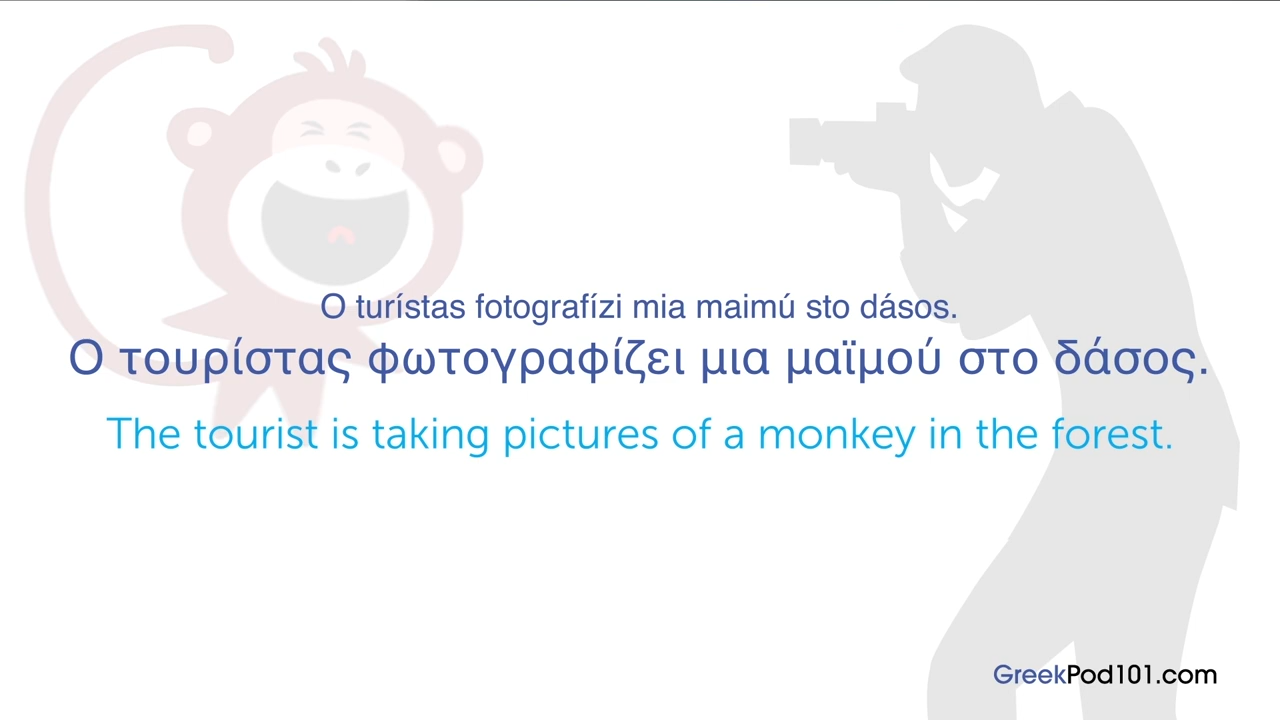 O turístas fotografízi mia maimú sto dásos.
Ο τουρίστας φωτογραφίζει μια μαϊμού στο δάσος.
The tourist is taking pictures of a monkey in the forest.
GreekPod101.com